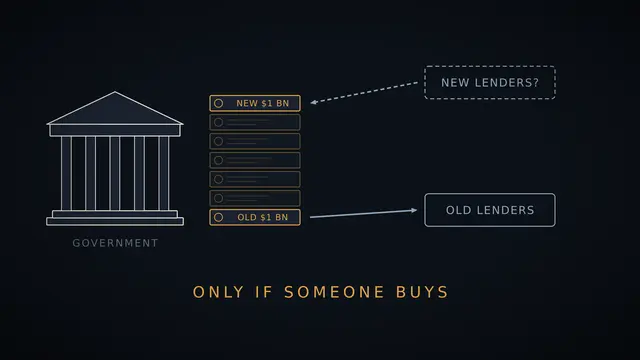 NEW LENDERS?
NEW $1 BN
OLD LENDERS
OLD $1 BN
GOVERNMENT
ONLY IF SOMEONE BUYS